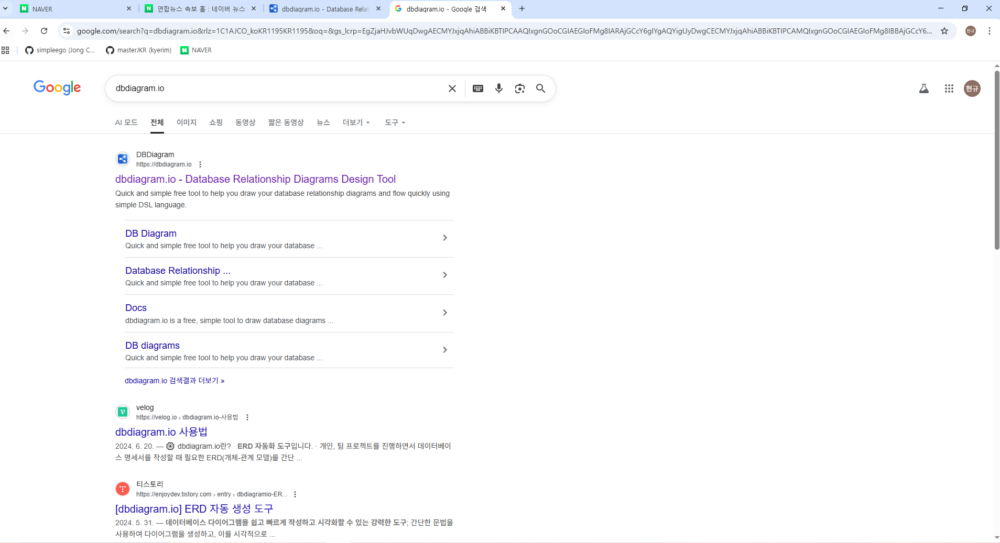 NAVER
연합뉴스 속보 홈 : 네이버 뉴스
dbdiagram.io - Database Relat
dbdiagram.io - Google 검색
google.com/search?q=dbdiagram.io&rlz=1C1AJCO_koKR1195KR1195&oq=&gs_lcrp=EgZjaHJvbWUqDwgAECMYJxjqAhiABBiKBTIPCAAQIxgnGOoCGIAEGIoFMg8IARAjGCcY6gIYgAQYigUyDwgCECMYJxjqAhiABBiKBTIPCAMQIxgnGOoCGIAEGIoFMg8IBBAjGCcY6...
현규
simpleego (Jong C...
masterJKR (kyerim)
NAVER
Google
dbdiagram.io
현규
AI 모드 전체 이미지 쇼핑 동영상 짧은 동영상 뉴스 더보기 도구
DBDiagram
https://dbdiagram.io
dbdiagram.io - Database Relationship Diagrams Design Tool
Quick and simple free tool to help you draw your database relationship diagrams and flow quickly using
simple DSL language.
DB Diagram
Quick and simple free tool to help you draw your database ...
Database Relationship ...
Quick and simple free tool to help you draw your database ...
Docs
dbdiagram.io is a free, simple tool to draw database diagrams ...
DB diagrams
Quick and simple free tool to help you draw your database ...
dbdiagram.io 검색결과 더보기 »
velog
https://velog.io › dbdiagram.io-사용법
dbdiagram.io 사용법
2024. 6. 20. — dbdiagram.io란? · ERD 자동화 도구입니다. · 개인, 팀 프로젝트를 진행하면서 데이터베이
스 명세서를 작성할 때 필요한 ERD(개체-관계 모델)를 간단 ...
티스토리
https://enjoydev.tistory.com › entry › dbdiagramio-ER...
[dbdiagram.io] ERD 자동 생성 도구
2024. 5. 31. — 데이터베이스 다이어그램을 쉽고 빠르게 작성하고 시각화할 수 있는 강력한 도구; 간단한 문법을
사용하여 다이어그램을 생성하고, 이를 시각적으로 ...